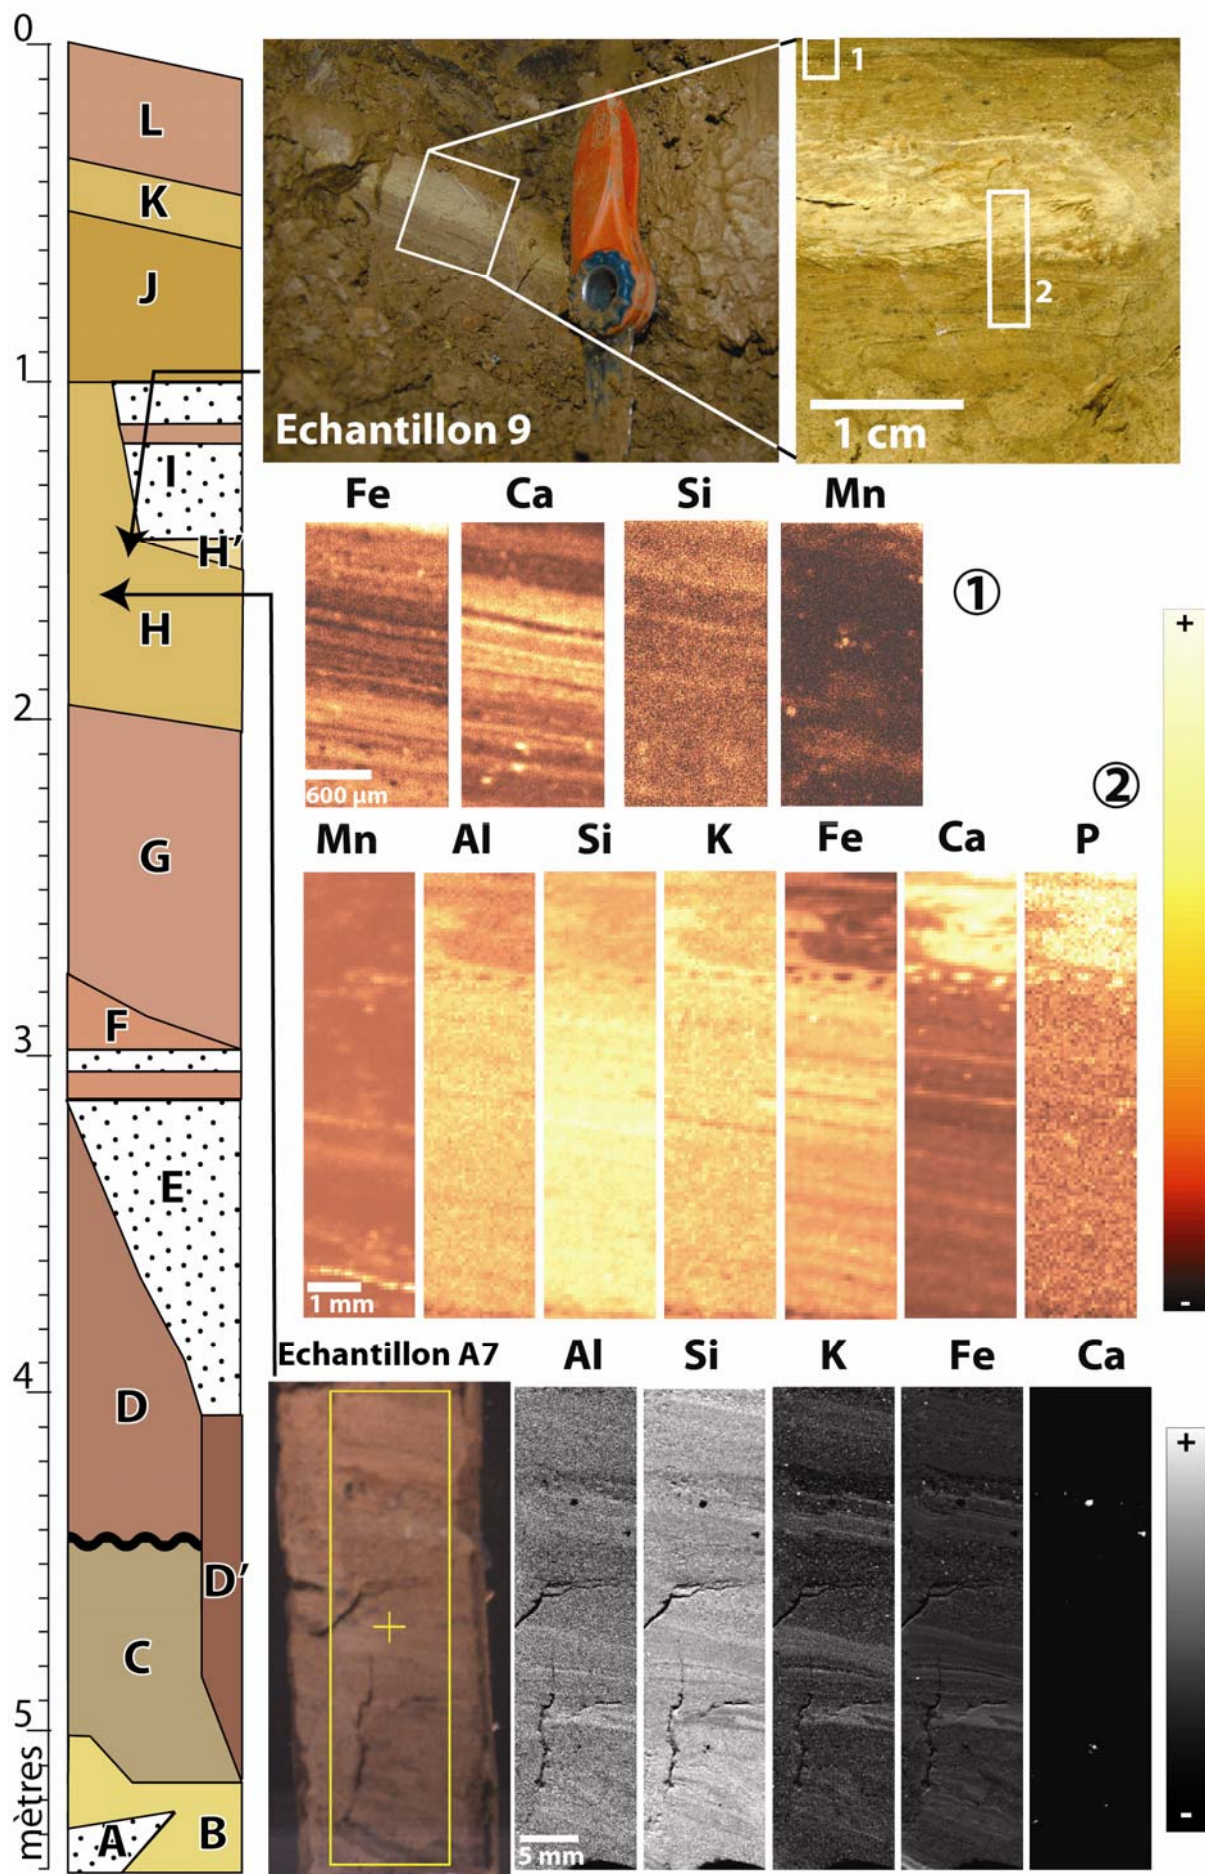 0
L
K
J
1
I
H'
H
2
G
F
3
E
4
D
D'
C
5
mètres
A
B
1
2
Echantillon 9
1 cm
Fe Ca Si Mn
①
600 µm
②
Mn Al Si K Fe Ca P
1 mm
+
-
Echantillon A7 Al Si K Fe Ca
5 mm
+
-